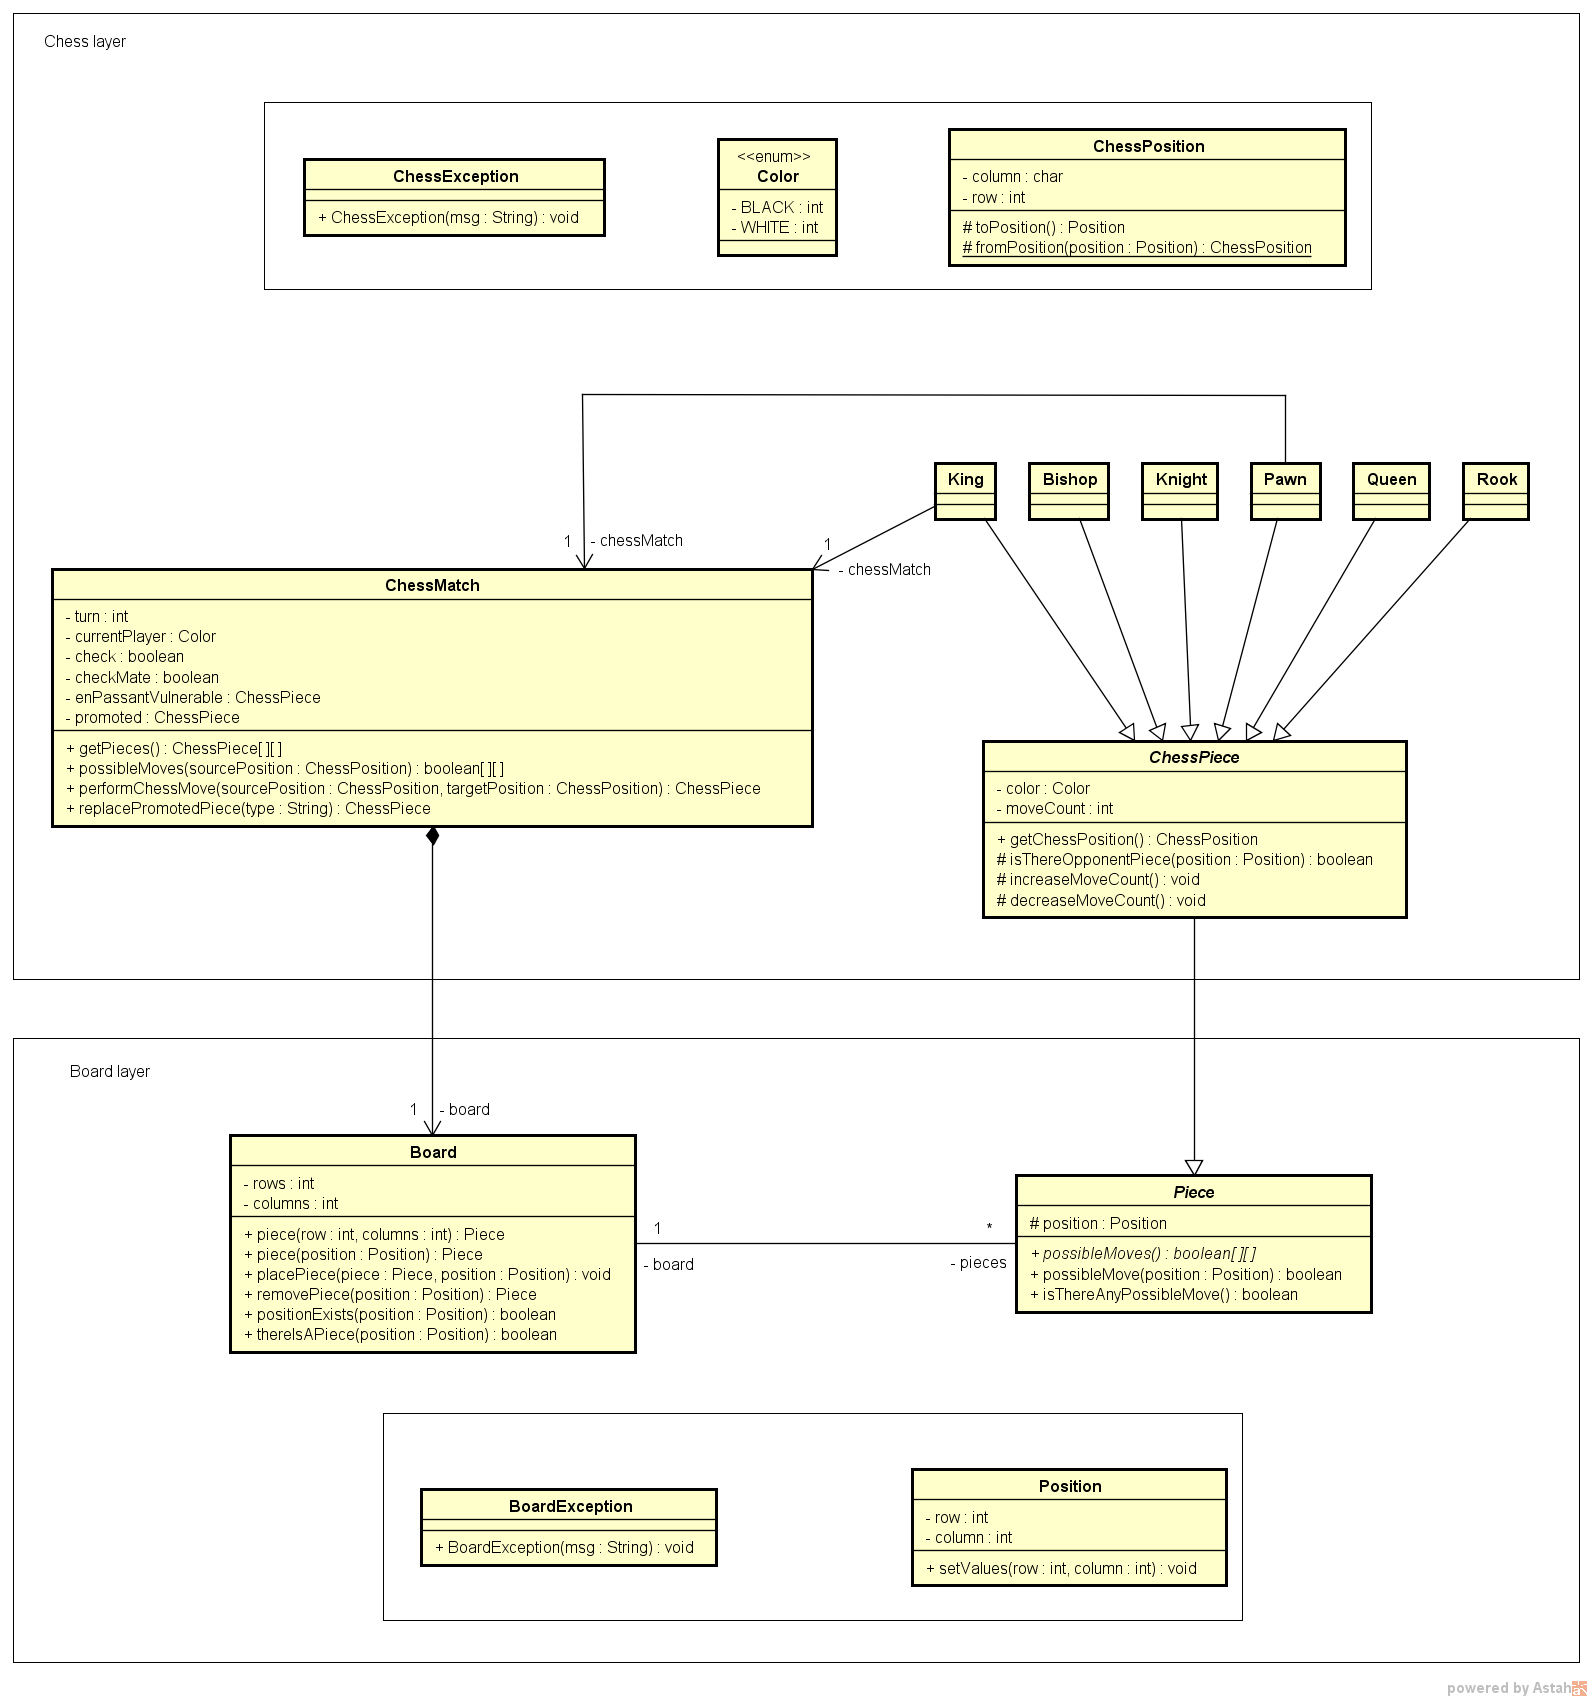 Chess layer
ChessException
+ ChessException(msg : String) : void
<<enum>>
Color
- BLACK : int
- WHITE : int
ChessPosition
- column : char
- row : int
# toPosition() : Position
# fromPosition(position : Position) : ChessPosition
King
Bishop
Knight
Pawn
Queen
Rook
1
- chessMatch
1
- chessMatch
ChessMatch
- turn : int
- currentPlayer : Color
- check : boolean
- checkMate : boolean
- enPassantVulnerable : ChessPiece
- promoted : ChessPiece
+ getPieces() : ChessPiece[ ][ ]
+ possibleMoves(sourcePosition : ChessPosition) : boolean[ ][ ]
+ performChessMove(sourcePosition : ChessPosition, targetPosition : ChessPosition) : ChessPiece
+ replacePromotedPiece(type : String) : ChessPiece
ChessPiece
- color : Color
- moveCount : int
+ getChessPosition() : ChessPosition
# isThereOpponentPiece(position : Position) : boolean
# increaseMoveCount() : void
# decreaseMoveCount() : void
Board layer
1
- board
Board
- rows : int
- columns : int
+ piece(row : int, columns : int) : Piece
+ piece(position : Position) : Piece
+ placePiece(piece : Piece, position : Position) : void
+ removePiece(position : Position) : Piece
+ positionExists(position : Position) : boolean
+ thereIsAPiece(position : Position) : boolean
1
- board
*
- pieces
Piece
# position : Position
+ possibleMoves() : boolean[ ][ ]
+ possibleMove(position : Position) : boolean
+ isThereAnyPossibleMove() : boolean
BoardException
+ BoardException(msg : String) : void
Position
- row : int
- column : int
+ setValues(row : int, column : int) : void
powered by Astah